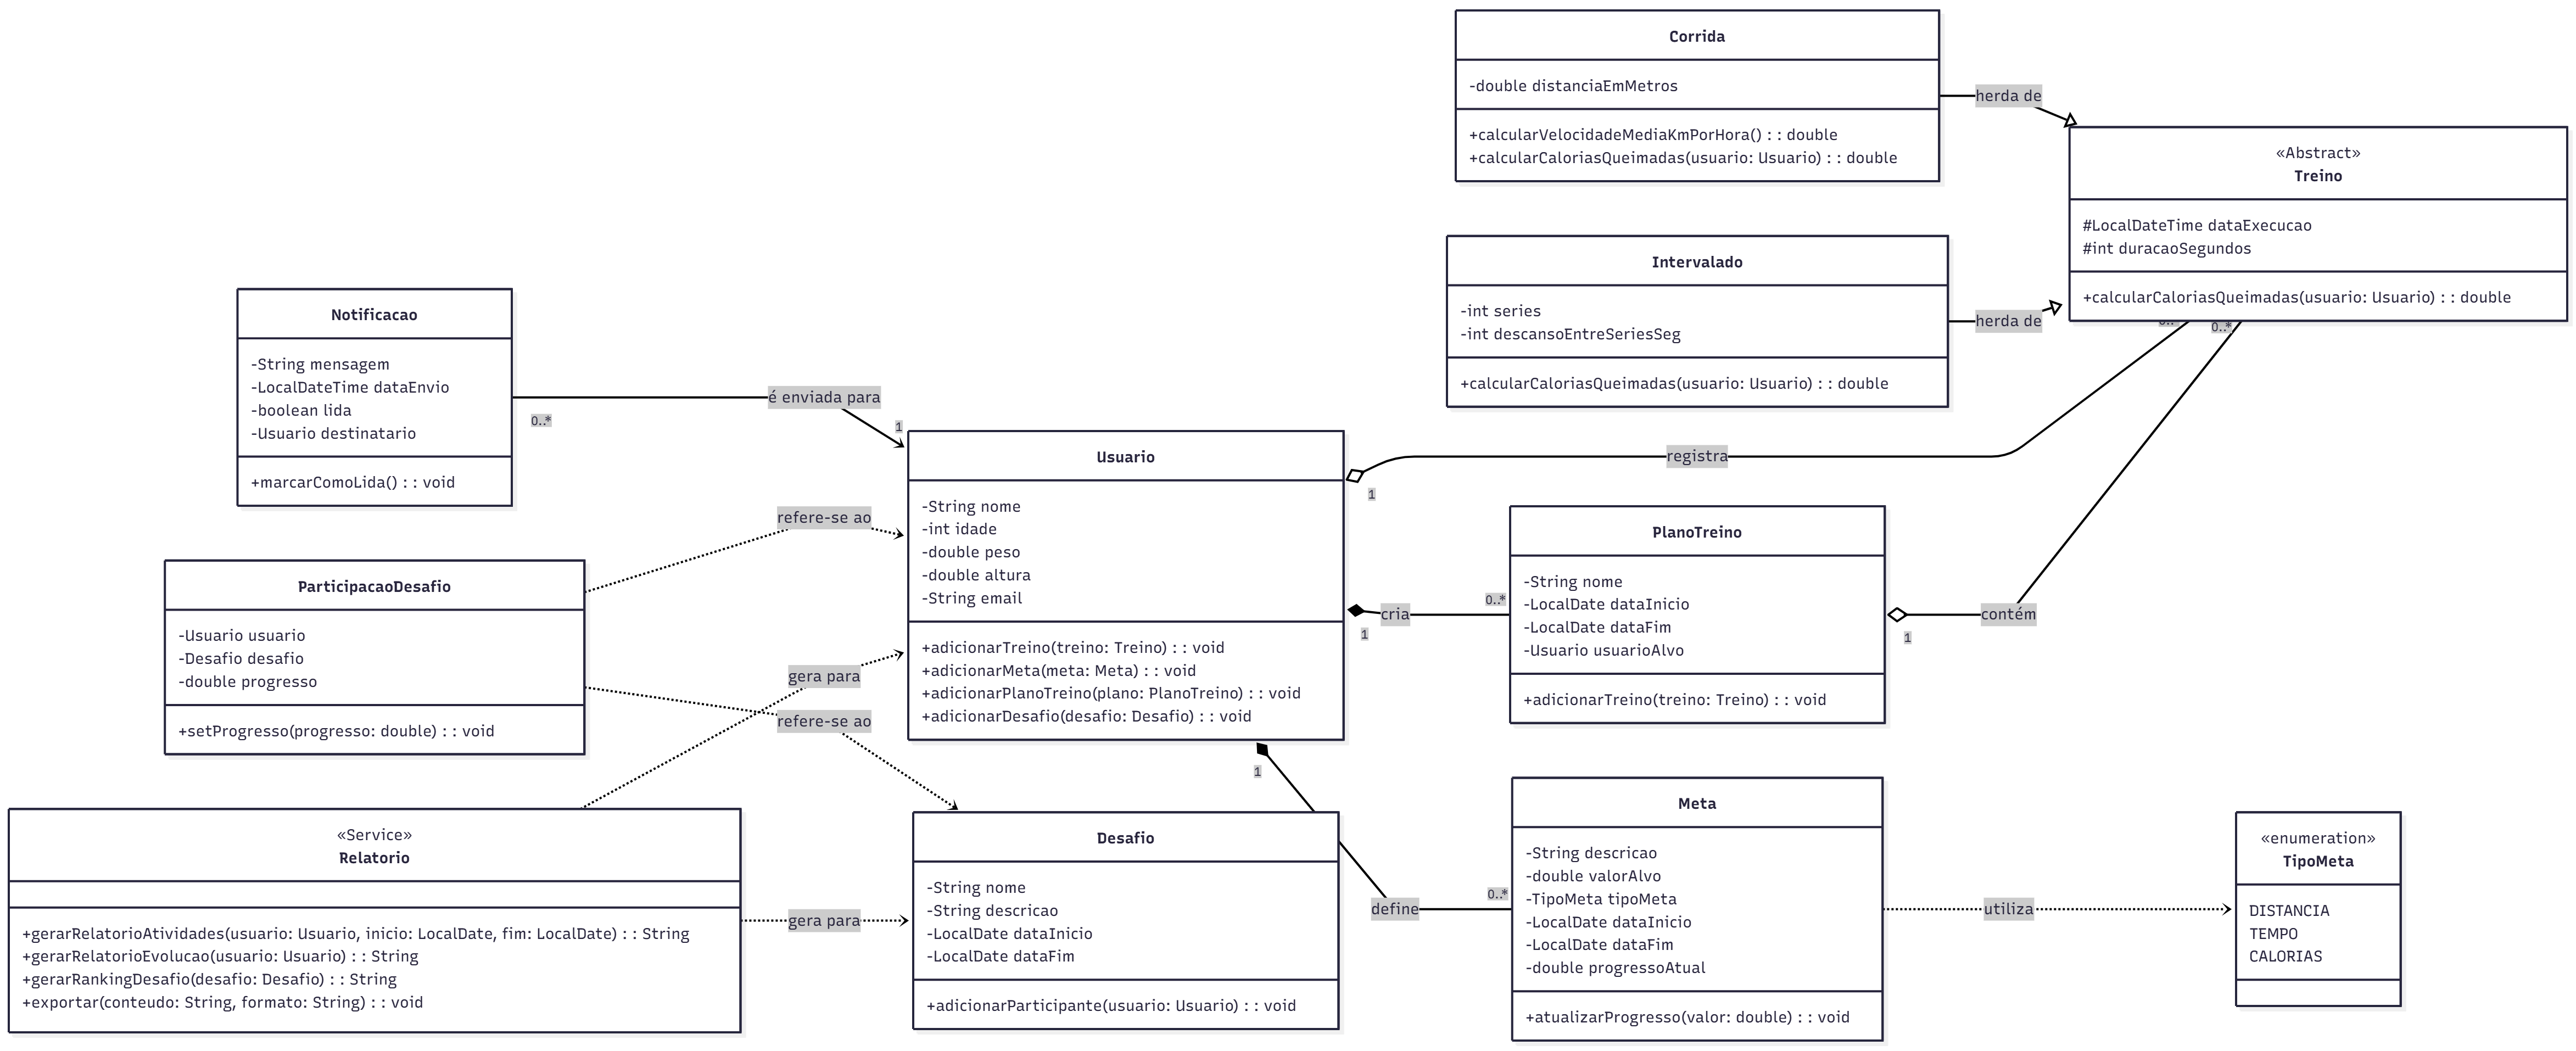 Corrida
-double distanciaEmMetros
+calcularVelocidadeMediaKmPorHora() : : double
+calcularCaloriasQueimadas(usuario: Usuario) : : double
herda de
«Abstract»
Treino
#LocalDateTime dataExecucao
#int duracaoSegundos
+calcularCaloriasQueimadas(usuario: Usuario) : : double
0..*
Intervalado
-int series
-int descansoEntreSeriesSeg
+calcularCaloriasQueimadas(usuario: Usuario) : : double
herda de
Notificacao
-String mensagem
-LocalDateTime dataEnvio
-boolean lida
-Usuario destinatario
+marcarComoLida() : : void
0..*
é enviada para
1
Usuario
-String nome
-int idade
-double peso
-double altura
-String email
+adicionarTreino(treino: Treino) : : void
+adicionarMeta(meta: Meta) : : void
+adicionarPlanoTreino(plano: PlanoTreino) : : void
+adicionarDesafio(desafio: Desafio) : : void
1
registra
1
cria
0..*
PlanoTreino
-String nome
-LocalDate dataInicio
-LocalDate dataFim
-Usuario usuarioAlvo
+adicionarTreino(treino: Treino) : : void
1
contém
ParticipacaoDesafio
-Usuario usuario
-Desafio desafio
-double progresso
+setProgresso(progresso: double) : : void
refere-se ao
gera para
refere-se ao
«Service»
Relatorio
+gerarRelatorioAtividades(usuario: Usuario, inicio: LocalDate, fim: LocalDate) : : String
+gerarRelatorioEvolucao(usuario: Usuario) : : String
+gerarRankingDesafio(desafio: Desafio) : : String
+exportar(conteudo: String, formato: String) : : void
gera para
Desafio
-String nome
-String descricao
-LocalDate dataInicio
-LocalDate dataFim
+adicionarParticipante(usuario: Usuario) : : void
1
define
0..*
Meta
-String descricao
-double valorAlvo
-TipoMeta tipoMeta
-LocalDate dataInicio
-LocalDate dataFim
-double progressoAtual
+atualizarProgresso(valor: double) : : void
utiliza
«enumeration»
TipoMeta
DISTANCIA
TEMPO
CALORIAS